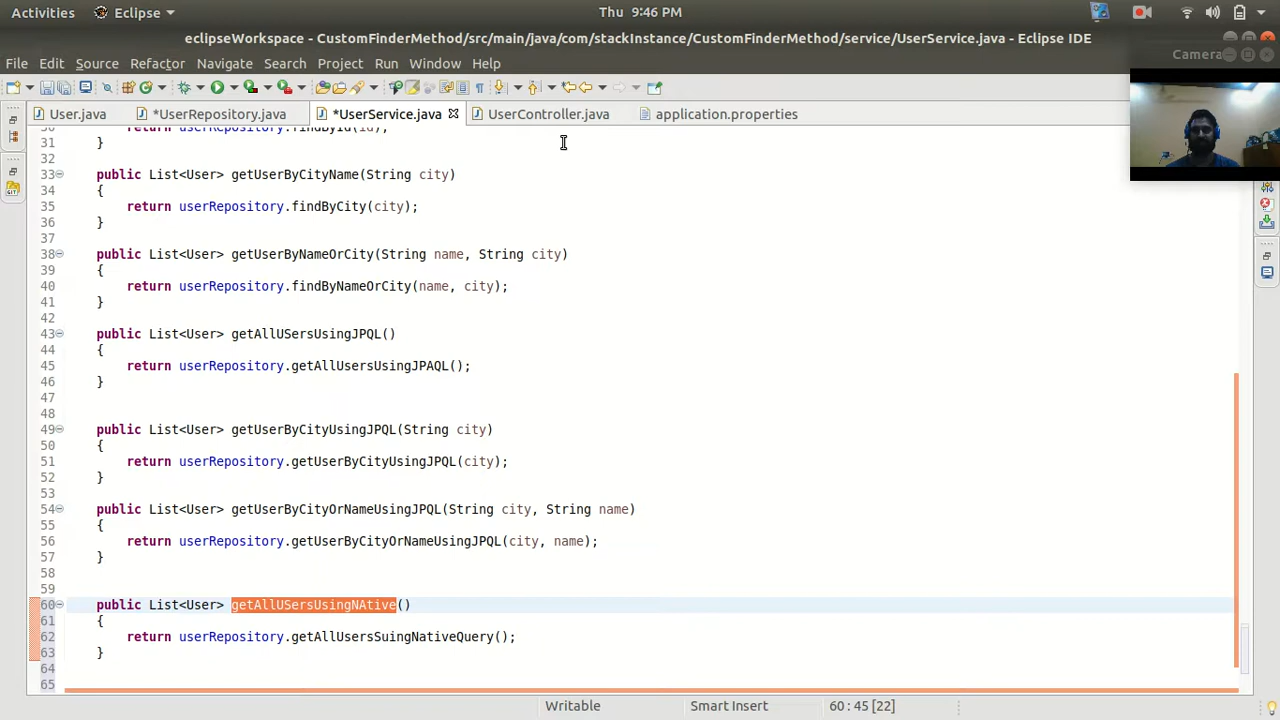 Activities Eclipse Thu 9:46 PM
eclipseWorkspace - CustomFinderMethod/src/main/java/com/stackInstance/CustomFinderMethod/service/UserService.java - Eclipse IDE
Camera
File Edit Source Refactor Navigate Search Project Run Window Help
User.java *UserRepository.java *UserService.java UserController.java application.properties
30 return userRepository.findById(id);
31 }
32
33 public List<User> getUserByCityName(String city)
34 {
35 return userRepository.findByCity(city);
36 }
37
38 public List<User> getUserByNameOrCity(String name, String city)
39 {
40 return userRepository.findByNameOrCity(name, city);
41 }
42
43 public List<User> getAllUSersUsingJPQL()
44 {
45 return userRepository.getAllUsersUsingJPAQL();
46 }
47
48
49 public List<User> getUserByCityUsingJPQL(String city)
50 {
51 return userRepository.getUserByCityUsingJPQL(city);
52 }
53
54 public List<User> getUserByCityOrNameUsingJPQL(String city, String name)
55 {
56 return userRepository.getUserByCityOrNameUsingJPQL(city, name);
57 }
58
59
60 public List<User> getAllUSersUsingNAtive()
61 {
62 return userRepository.getAllUsersSuingNativeQuery();
63 }
64
65
Writable Smart Insert 60 : 45 [22]